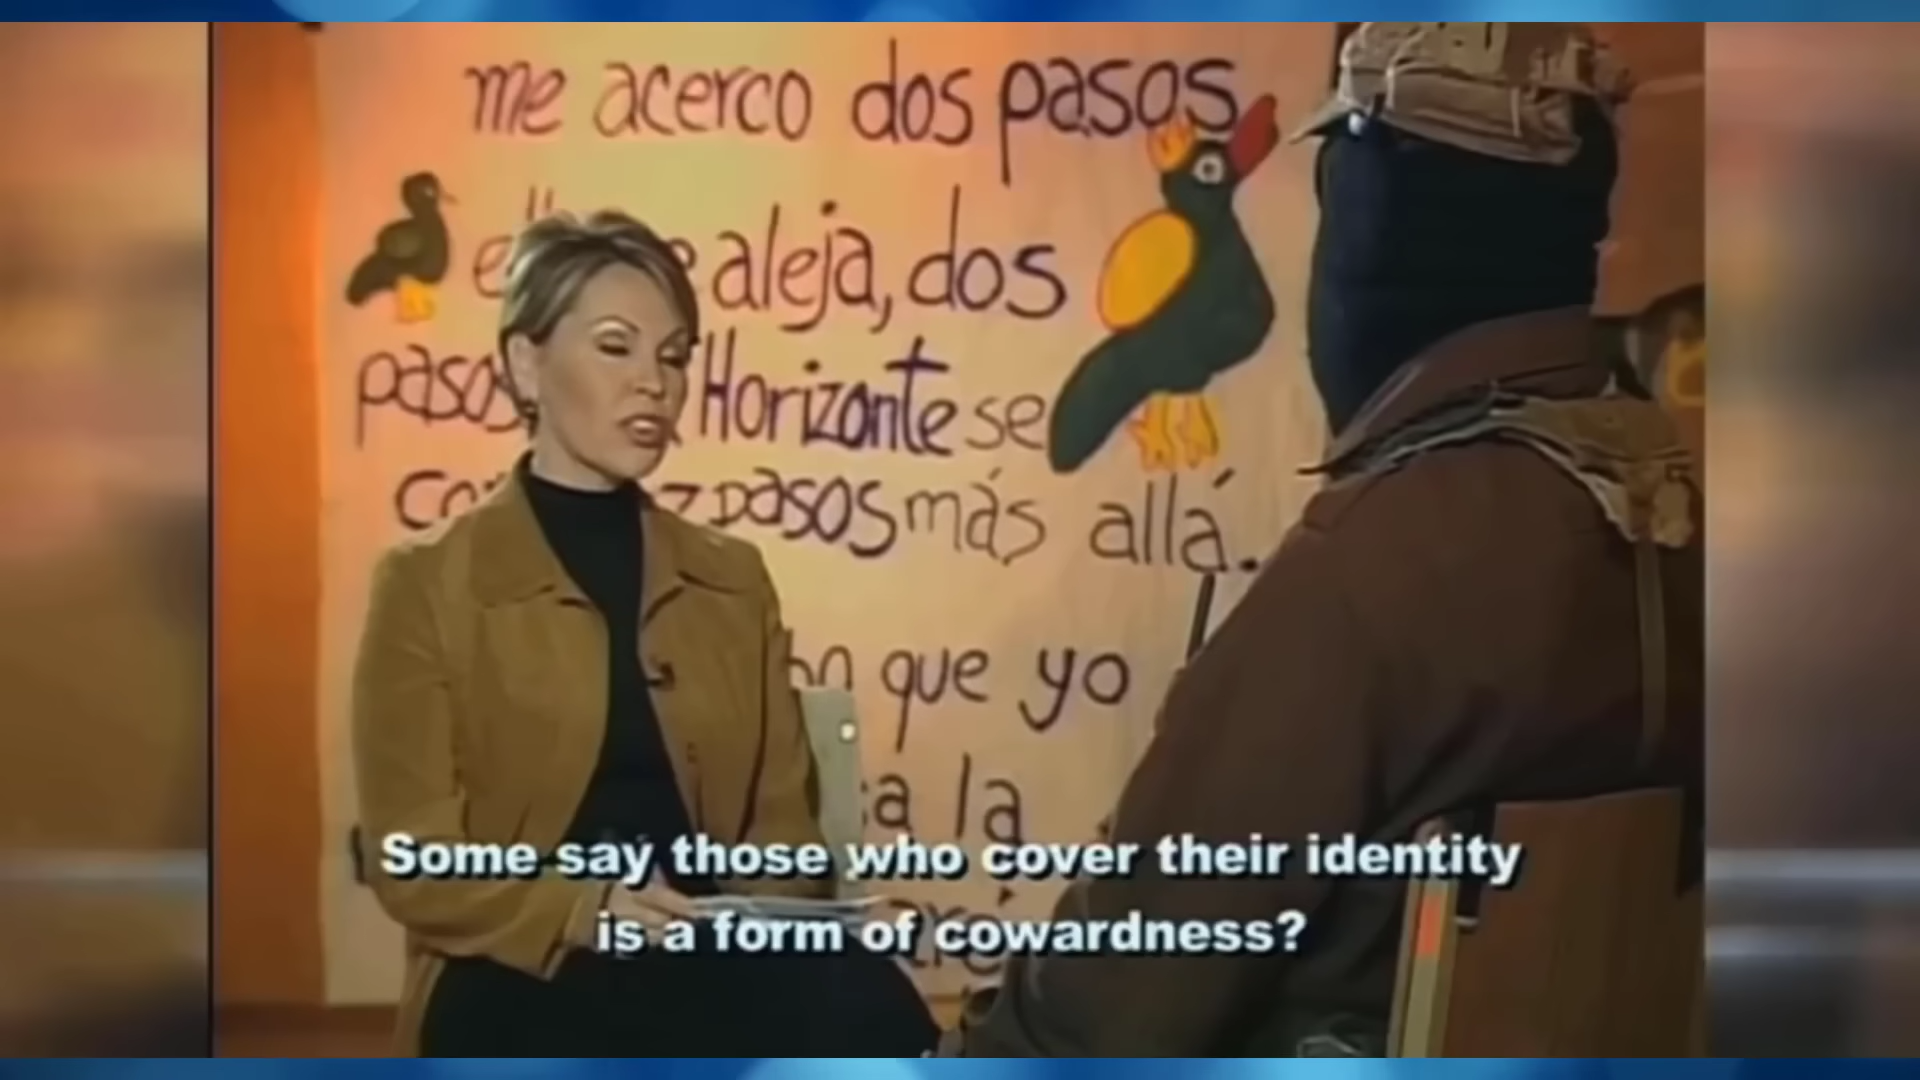 me acerco dos pasos
aleja, dos
pasos Horizonte se
pasos más allá.
que yo
la
Some say those who cover their identity
is a form of cowardness?